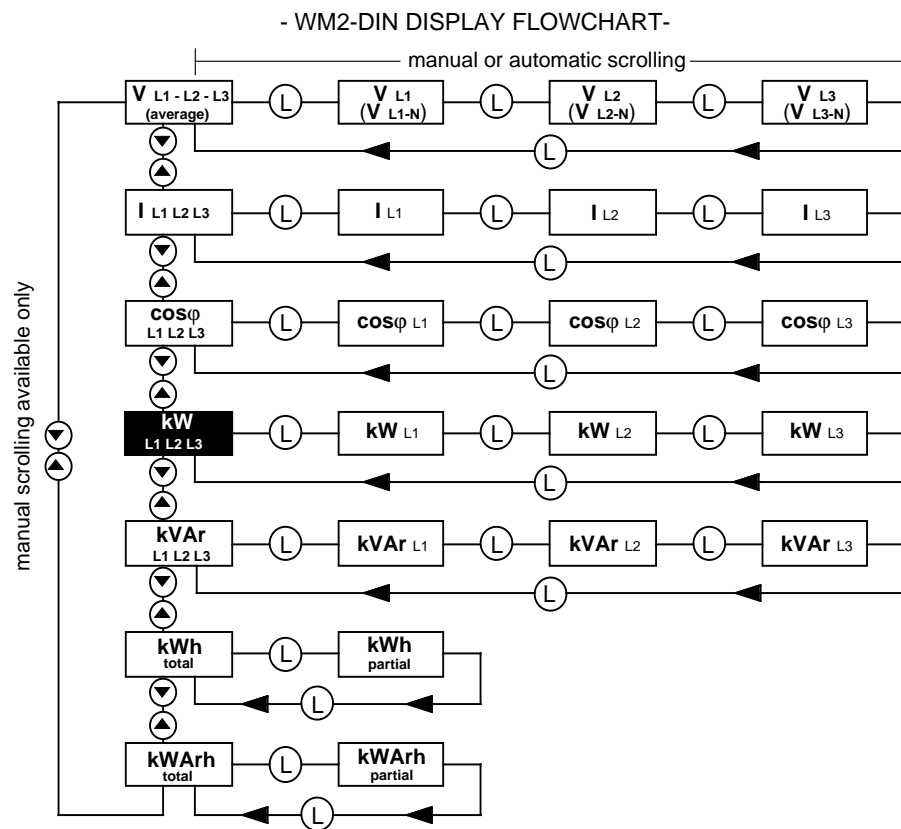 - WM2-DIN DISPLAY FLOWCHART-
manual or automatic scrolling
V L1 - L2 - L3
(average)
L
V L1
(V L1-N)
L
V L2
(V L2-N)
L
V L3
(V L3-N)
L
I L1 L2 L3
L
I L1
L
I L2
L
I L3
L
cosφ
L1 L2 L3
L
cosφ L1
L
cosφ L2
L
cosφ L3
L
manual scrolling available only
kW
L1 L2 L3
L
kW L1
L
kW L2
L
kW L3
L
kVAr
L1 L2 L3
L
kVAr L1
L
kVAr L2
L
kVAr L3
L
kWh
total
L
kWh
partial
L
kWArh
total
L
kWArh
partial
L